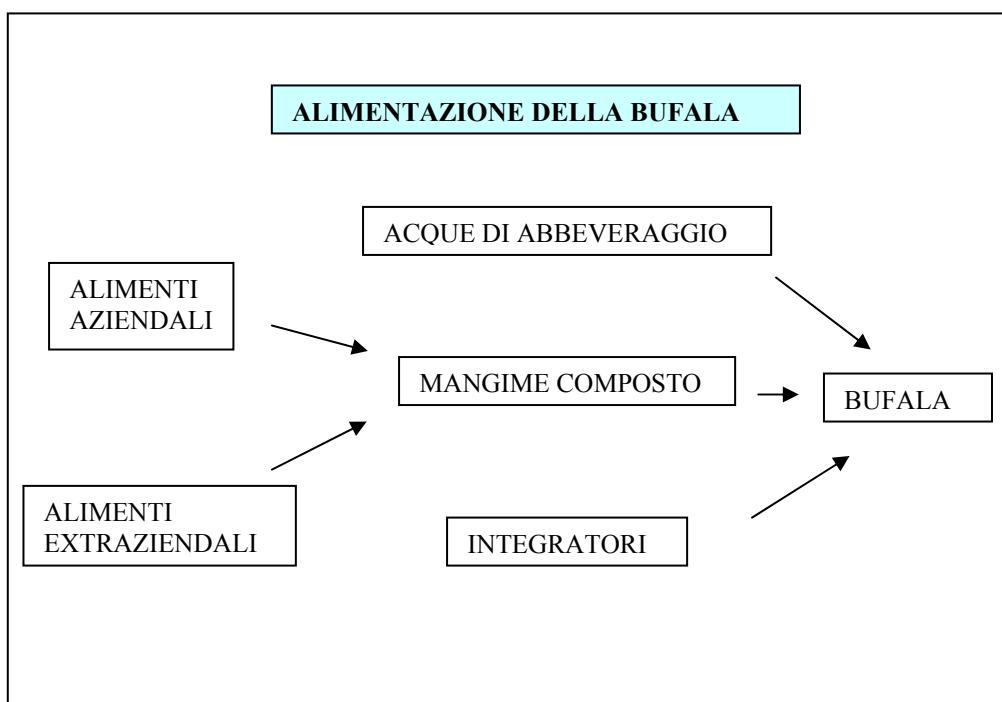 ALIMENTAZIONE DELLA BUFALA
ACQUE DI ABBEVERAGGIO
ALIMENTI
AZIENDALI
MANGIME COMPOSTO
BUFALA
ALIMENTI
EXTRAZIENDALI
INTEGRATORI